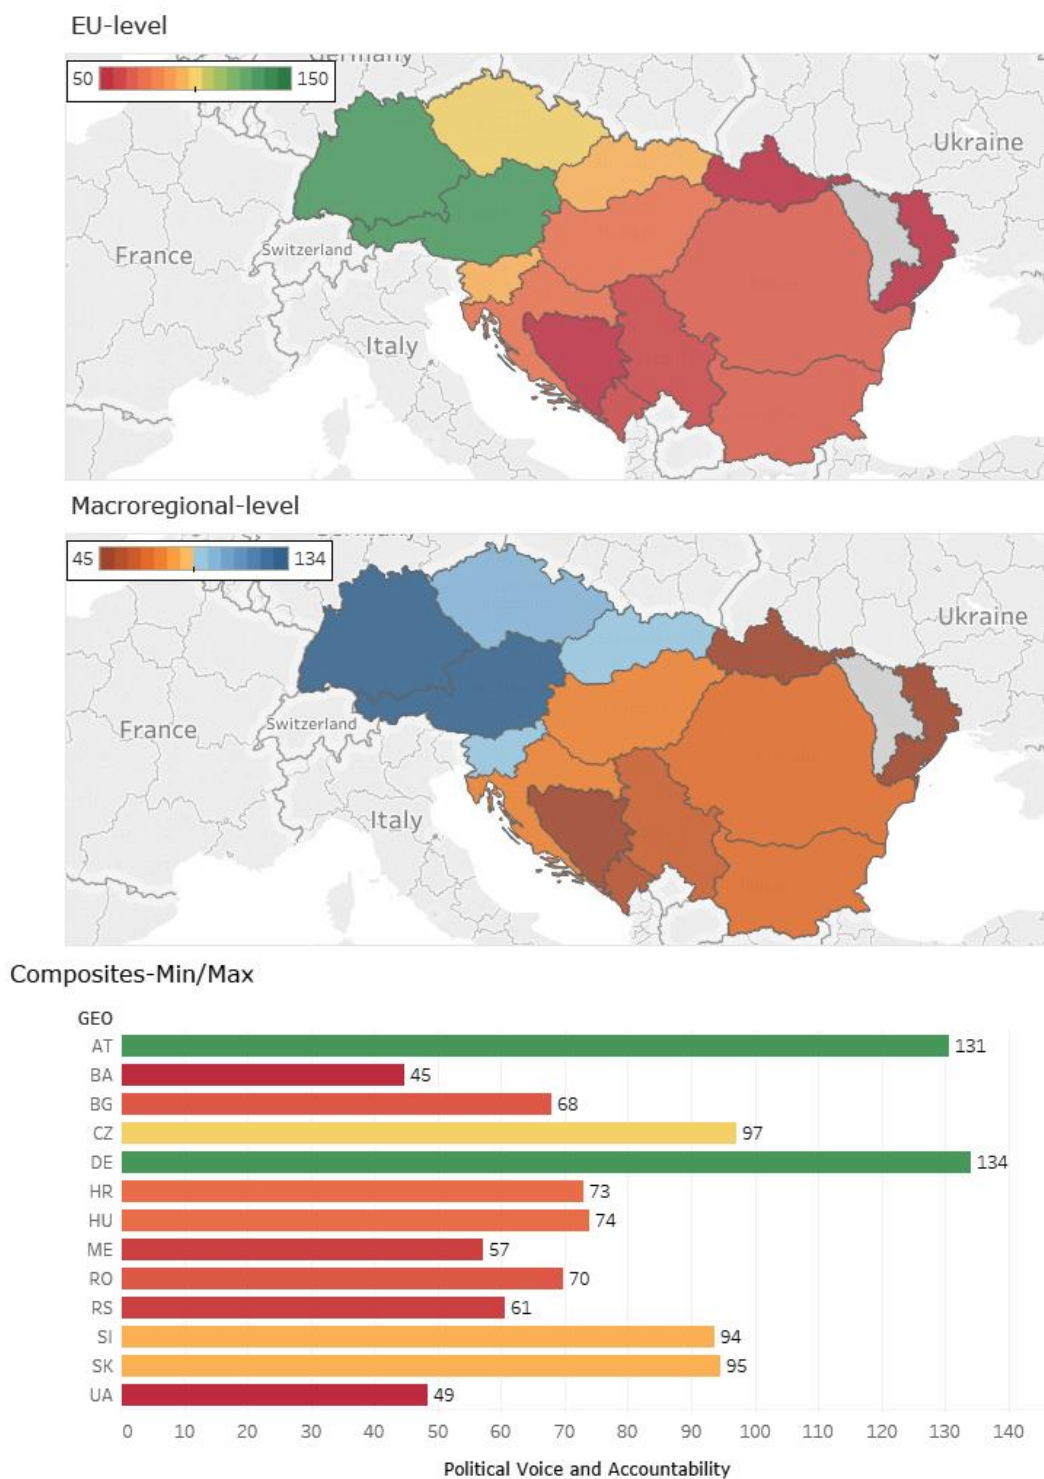 EU-level
Germany
50 150
Ukraine
France
Switzerland
Italy
Macroregional-level
45 134
Ukraine
France
Switzerland
Italy
Composites-Min/Max
GEO
AT 131
BA 45
BG 68
CZ 97
DE 134
HR 73
HU 74
ME 57
RO 70
RS 61
SI 94
SK 95
UA 49
0 10 20 30 40 50 60 70 80 90 100 110 120 130 140
Political Voice and Accountability